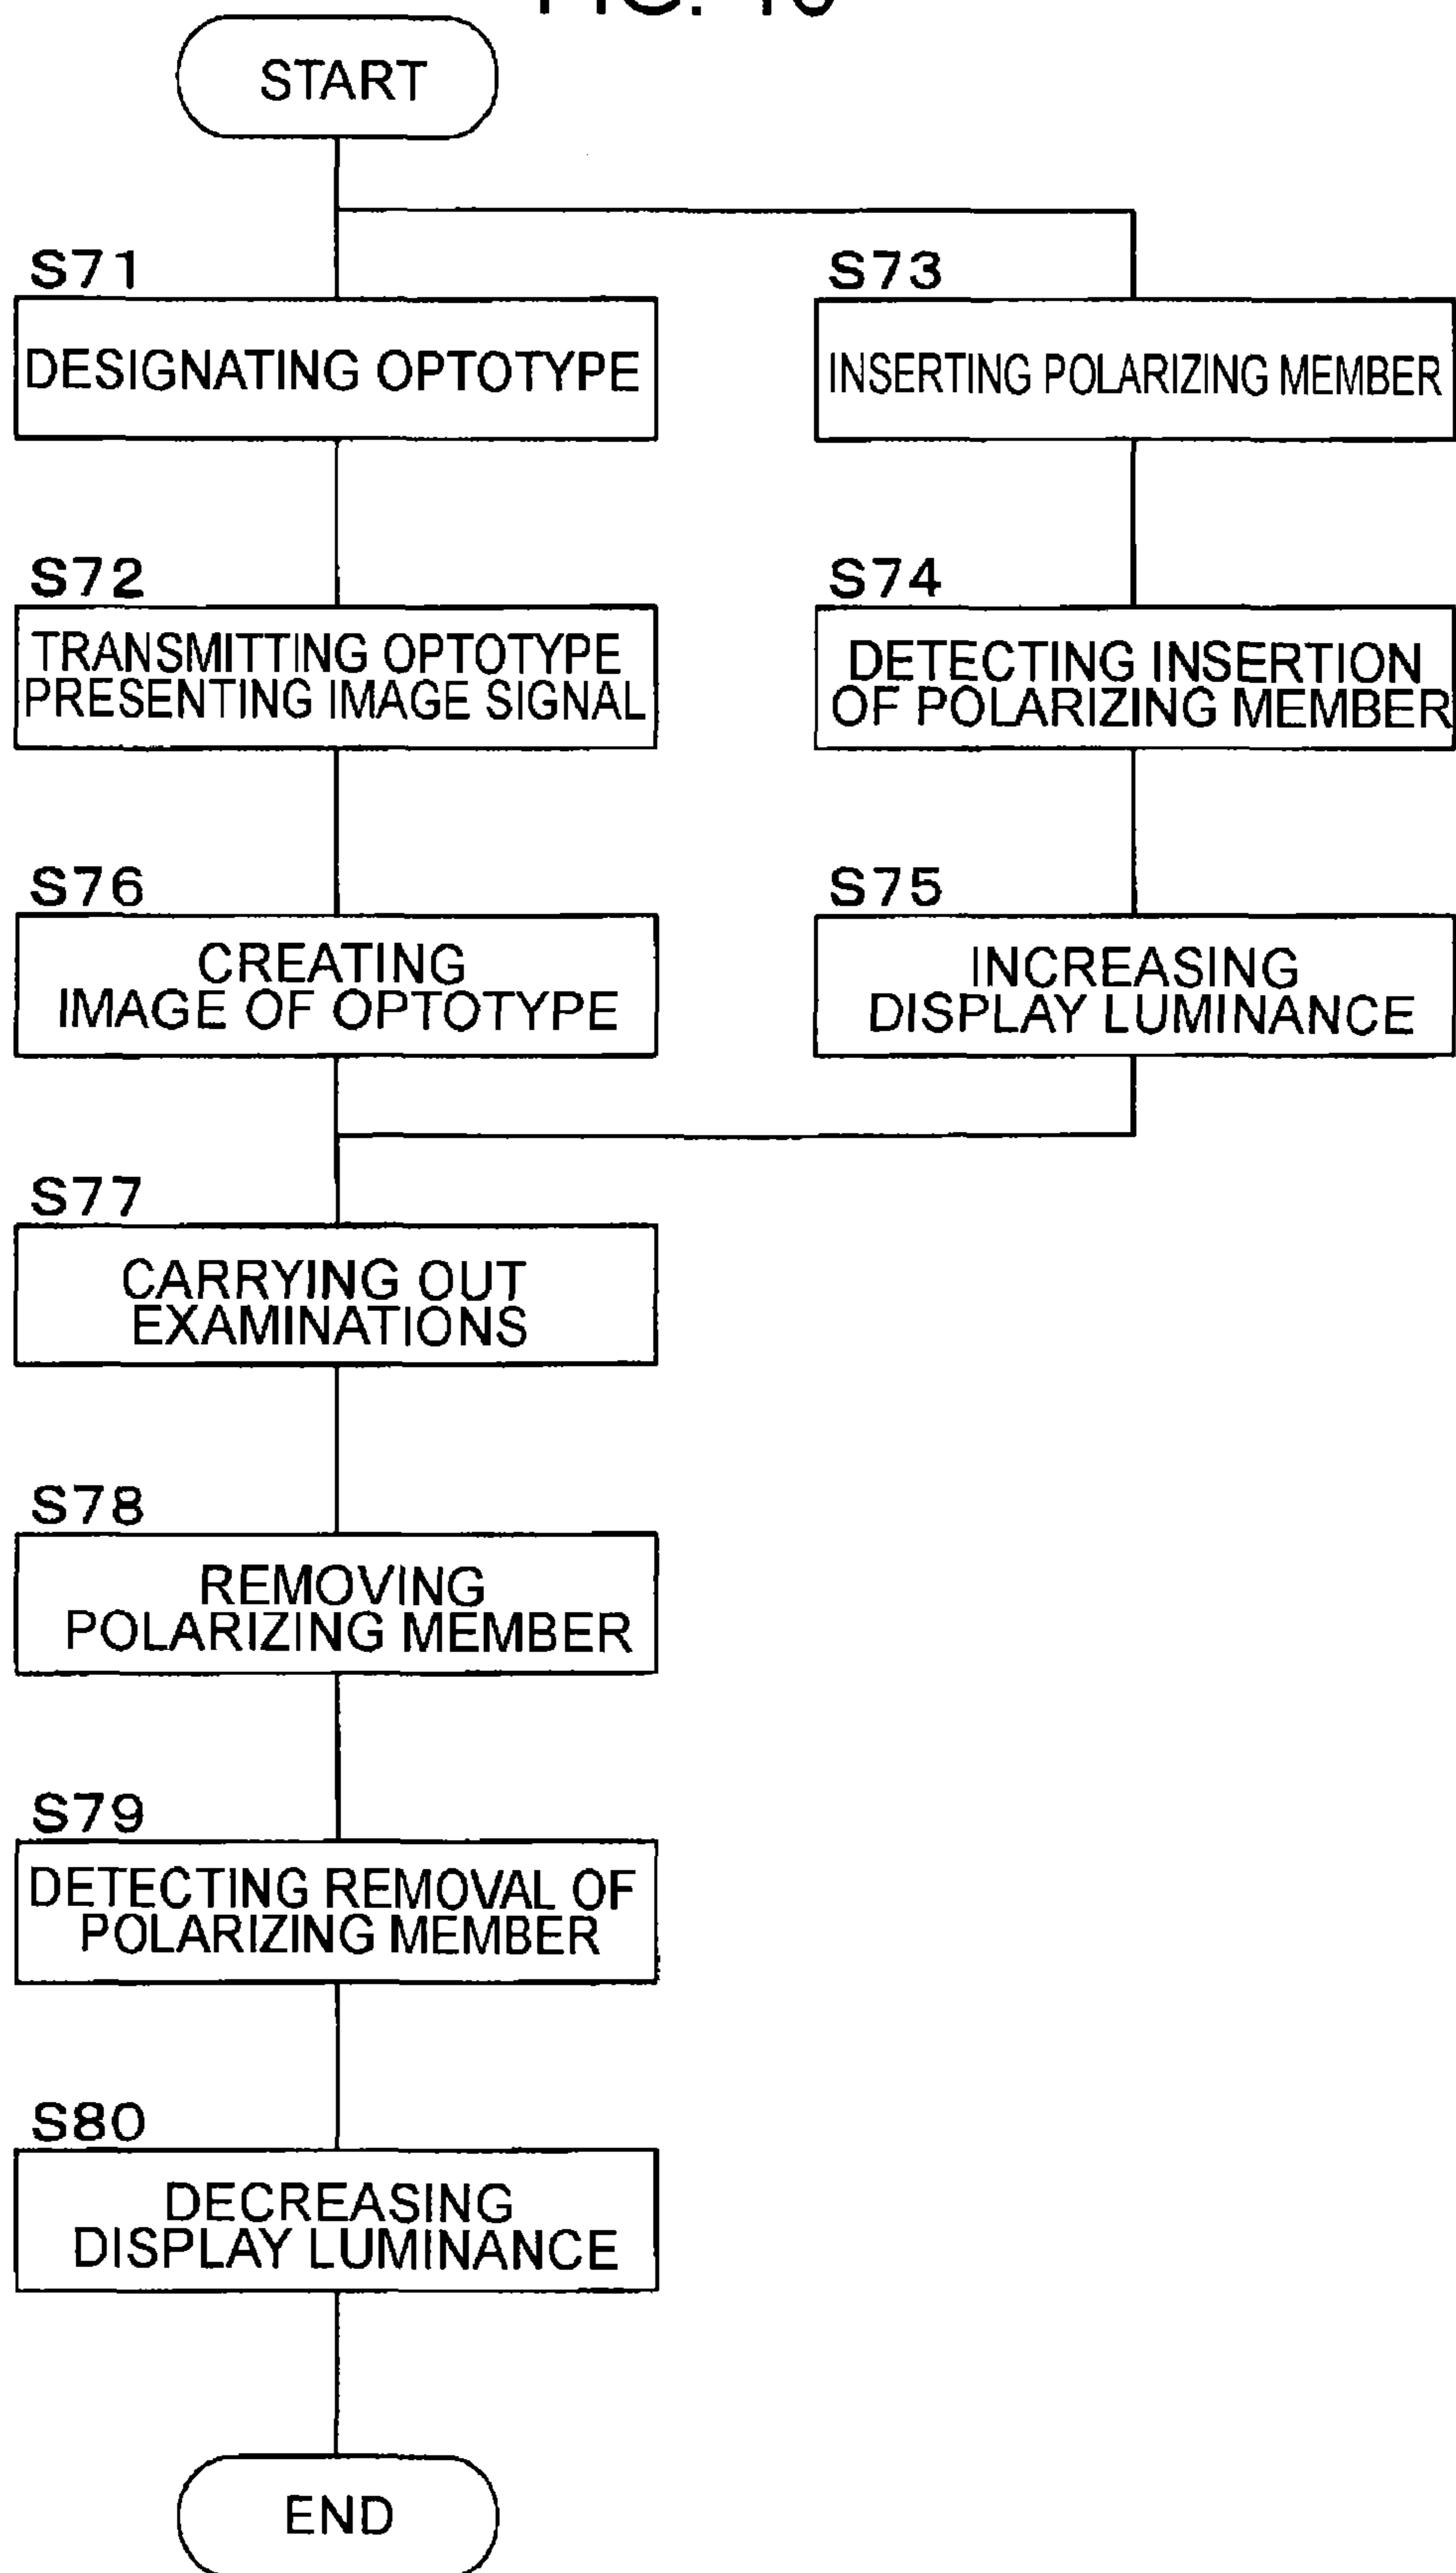 START
S71
DESIGNATING OPTOTYPE
S73
INSERTING POLARIZING MEMBER
S72
TRANSMITTING OPTOTYPE
PRESENTING IMAGE SIGNAL
S74
DETECTING INSERTION
OF POLARIZING MEMBER
S76
CREATING
IMAGE OF OPTOTYPE
S75
INCREASING
DISPLAY LUMINANCE
S77
CARRYING OUT
EXAMINATIONS
S78
REMOVING
POLARIZING MEMBER
S79
DETECTING REMOVAL OF
POLARIZING MEMBER
S80
DECREASING
DISPLAY LUMINANCE
END